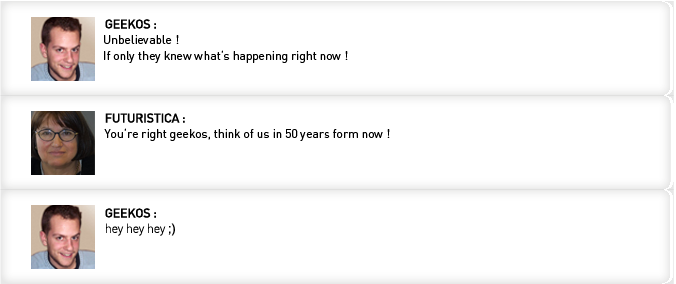 GEEKOS :
Unbelievable !
If only they knew what's happening right now !
FUTURISTICA :
You're right geekos, think of us in 50 years form now !
GEEKOS :
hey hey hey ;)